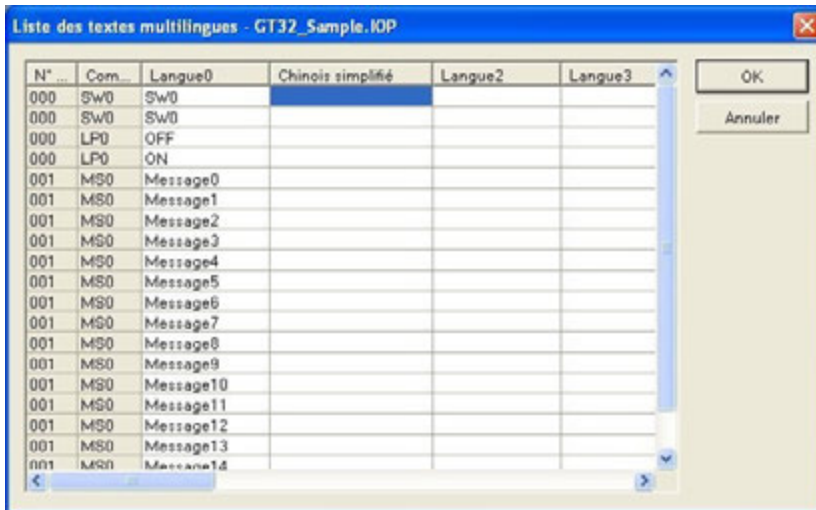 Liste des textes multilingues - GT32_Sample.IOP
N° ... Com... Langue0 Chinois simplifié Langue2 Langue3
OK
000 SW0 SW0
000 SW0 SW0
Annuler
000 LP0 OFF
000 LP0 ON
001 MS0 Message0
001 MS0 Message1
001 MS0 Message2
001 MS0 Message3
001 MS0 Message4
001 MS0 Message5
001 MS0 Message6
001 MS0 Message7
001 MS0 Message8
001 MS0 Message9
001 MS0 Message10
001 MS0 Message11
001 MS0 Message12
001 MS0 Message13
001 MS0 Message14